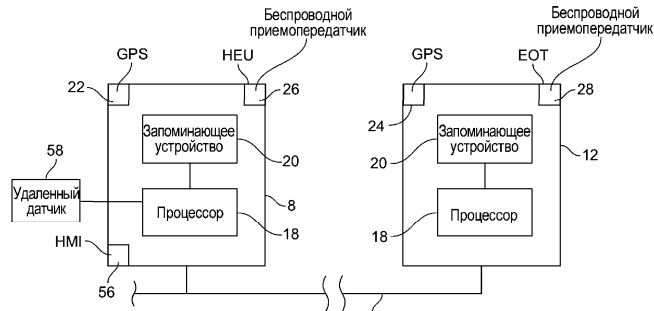 Беспроводной
приемопередатчик
GPS
HEU
22
26
Запоминающее
устройство
20
58
Удаленный
датчик
Процессор
18
8
HMI
56
Беспроводной
приемопередатчик
GPS
EOT
24
28
Запоминающее
устройство
20
12
Процессор
18